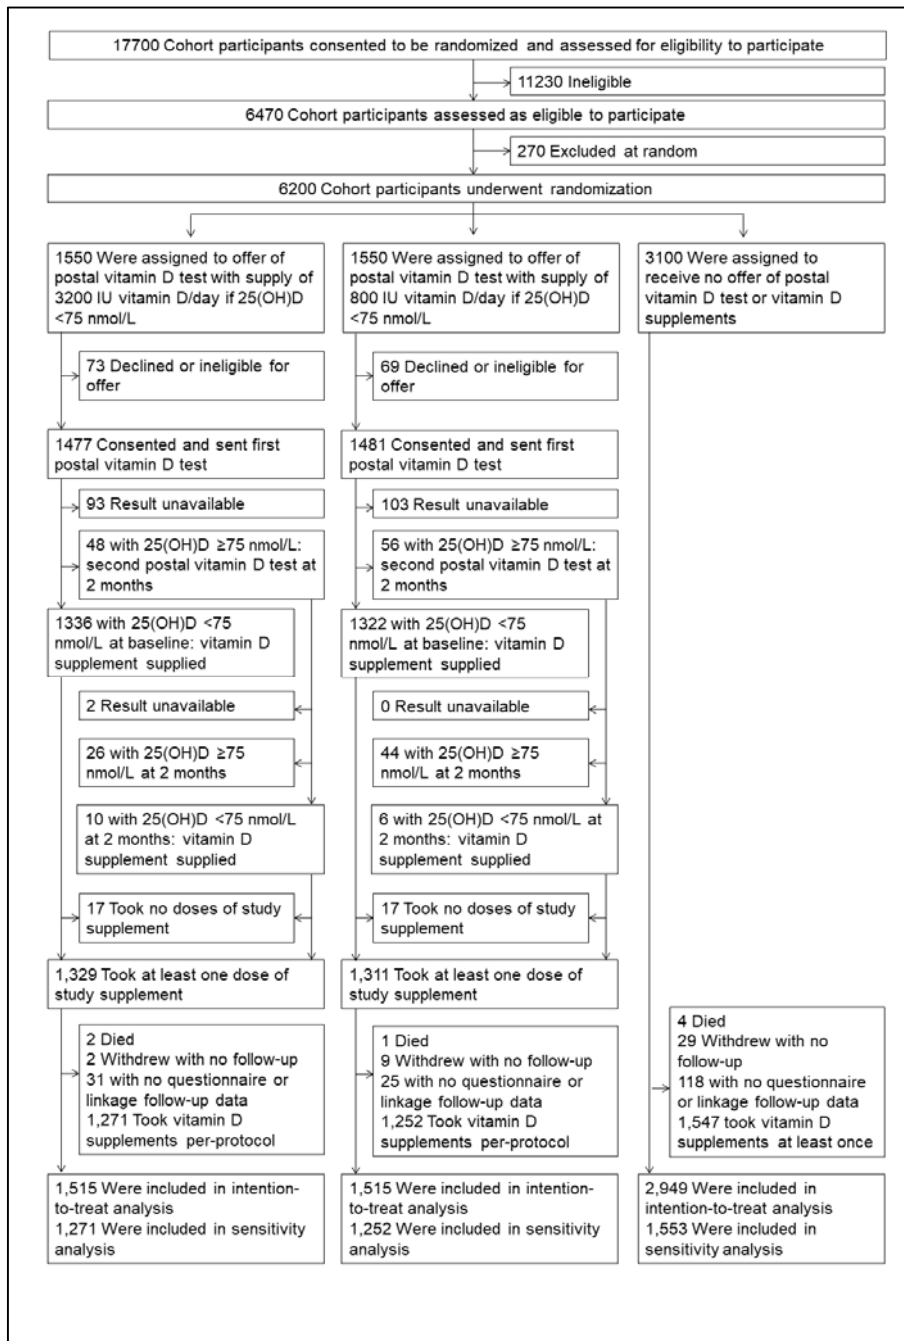 17700 Cohort participants consented to be randomized and assessed for eligibility to participate
11230 Ineligible
6470 Cohort participants assessed as eligible to participate
270 Excluded at random
6200 Cohort participants underwent randomization
1550 Were assigned to offer of
postal vitamin D test with supply of
3200 IU vitamin D/day if 25(OH)D
<75 nmol/L
1550 Were assigned to offer of
postal vitamin D test with supply of
800 IU vitamin D/day if 25(OH)D
<75 nmol/L
3100 Were assigned to
receive no offer of postal
vitamin D test or vitamin D
supplements
73 Declined or ineligible for
offer
69 Declined or ineligible for
offer
1477 Consented and sent first
postal vitamin D test
1481 Consented and sent first
postal vitamin D test
93 Result unavailable
103 Result unavailable
48 with 25(OH)D ≥75 nmol/L:
second postal vitamin D test at
2 months
56 with 25(OH)D ≥75 nmol/L:
second postal vitamin D test at
2 months
1336 with 25(OH)D <75
nmol/L at baseline: vitamin D
supplement supplied
1322 with 25(OH)D <75
nmol/L at baseline: vitamin D
supplement supplied
2 Result unavailable
0 Result unavailable
26 with 25(OH)D ≥75
nmol/L at 2 months
44 with 25(OH)D ≥75
nmol/L at 2 months
10 with 25(OH)D <75 nmol/L
at 2 months: vitamin D
supplement supplied
6 with 25(OH)D <75 nmol/L at
2 months: vitamin D
supplement supplied
17 Took no doses of study
supplement
17 Took no doses of study
supplement
1,329 Took at least one dose of
study supplement
1,311 Took at least one dose of
study supplement
2 Died
2 Withdrew with no follow-up
31 with no questionnaire or
linkage follow-up data
1,271 Took vitamin D
supplements per-protocol
1 Died
9 Withdrew with no follow-up
25 with no questionnaire or
linkage follow-up data
1,252 Took vitamin D
supplements per-protocol
4 Died
29 Withdrew with no
follow-up
118 with no questionnaire
or linkage follow-up data
1,547 took vitamin D
supplements at least once
1,515 Were included in intention-
to-treat analysis
1,271 Were included in sensitivity
analysis
1,515 Were included in intention-
to-treat analysis
1,252 Were included in sensitivity
analysis
2,949 Were included in
intention-to-treat analysis
1,553 Were included in
sensitivity analysis